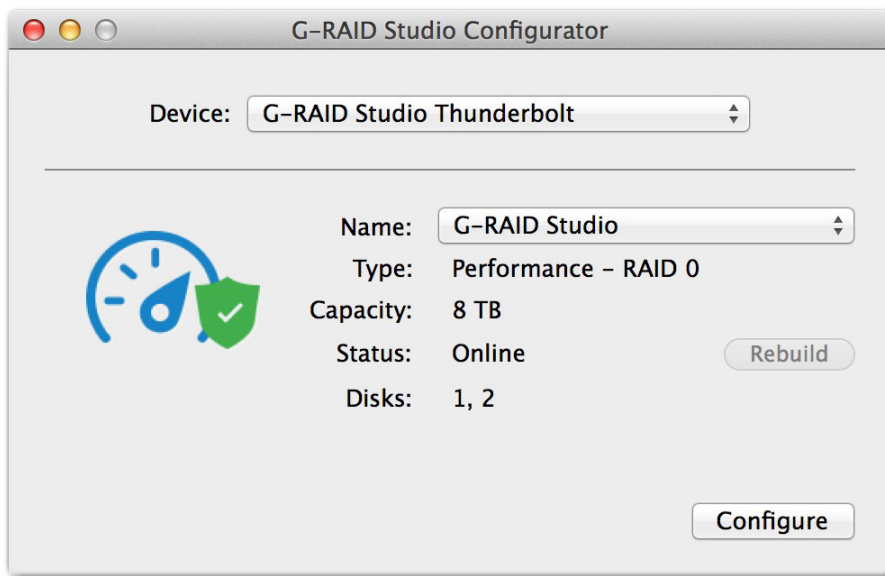 G-RAID Studio Configurator
Device: G-RAID Studio Thunderbolt
Name: G-RAID Studio
Type: Performance – RAID 0
Capacity: 8 TB
Status: Online Rebuild
Disks: 1, 2
Configure